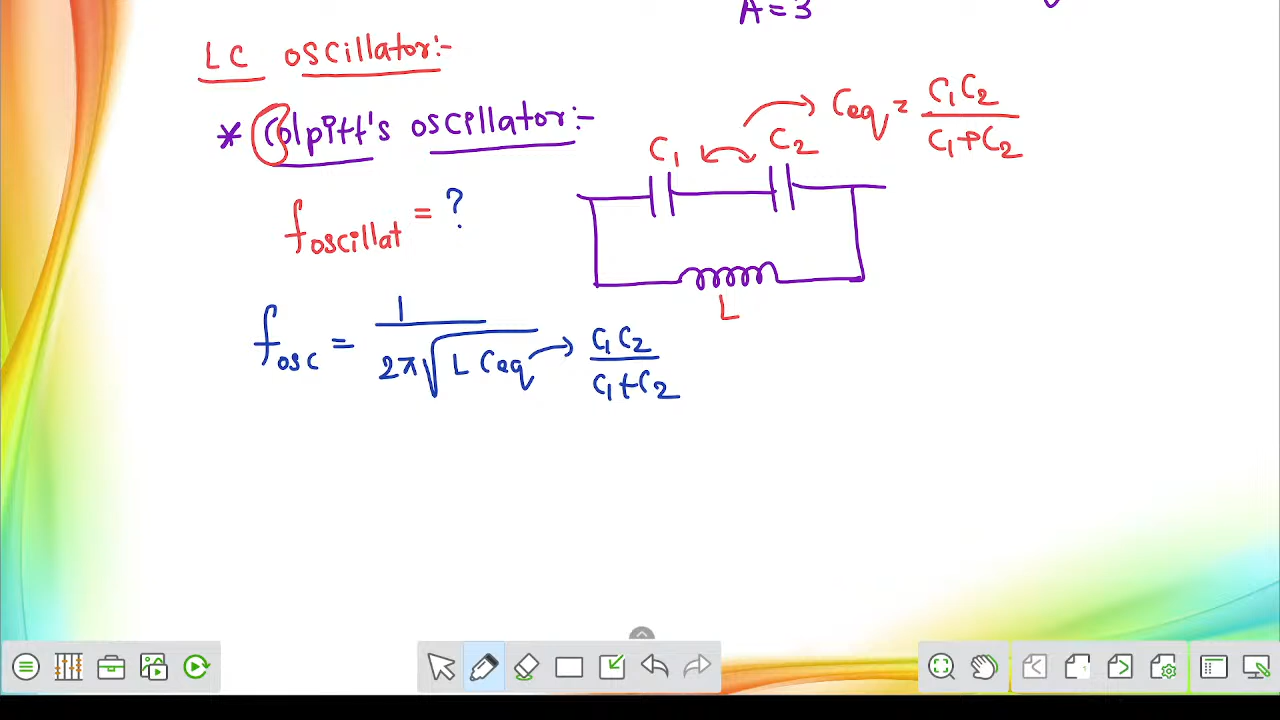 A = 3
LC oscillator:-
* Colpitt's oscillator:-
Ceq = C₁C₂ / C₁+C₂
C₁ C₂
foscillat = ?
L
fosc = 1 / 2π√L Ceq → C₁C₂ / C₁+C₂